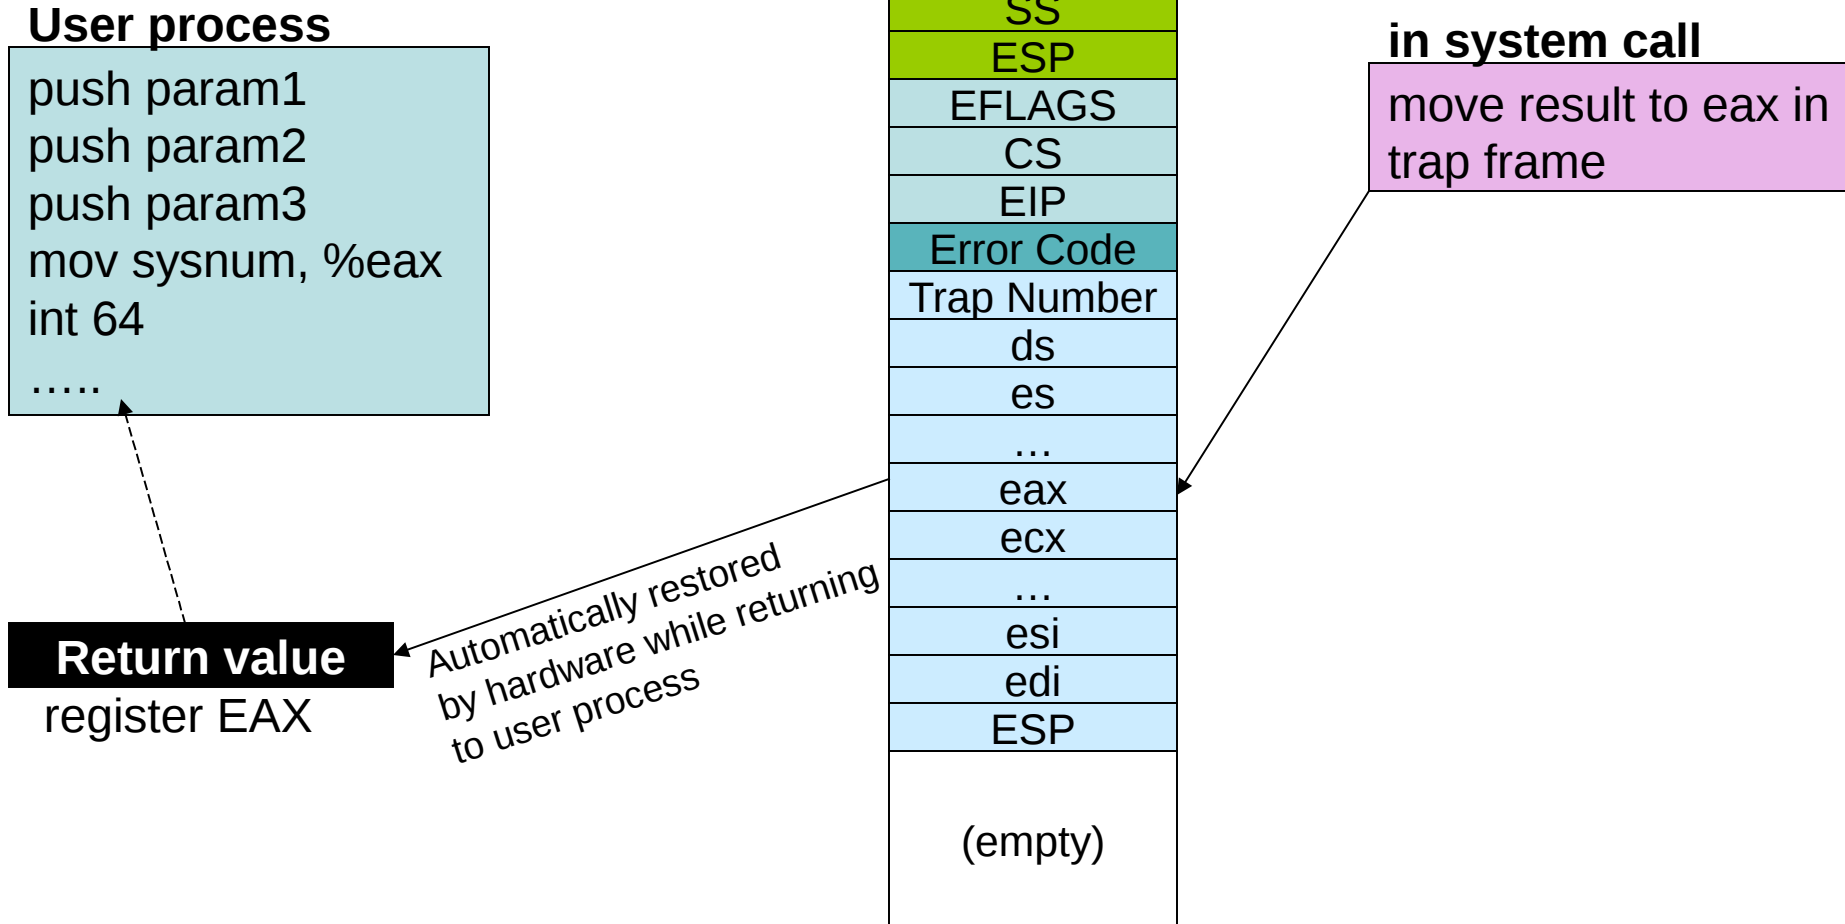 User process
push param1
push param2
push param3
mov sysnum, %eax
int 64
…..
Return value
register EAX
Automatically restored
by hardware while returning
to user process
SS
ESP
EFLAGS
CS
EIP
Error Code
Trap Number
ds
es
…
eax
ecx
…
esi
edi
ESP
(empty)
in system call
move result to eax in
trap frame